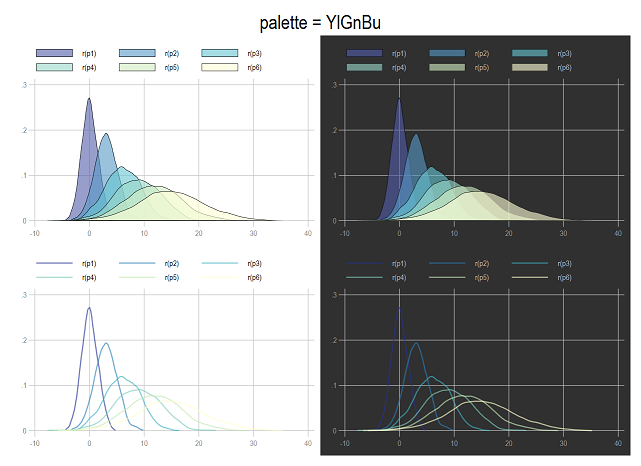 palette = YlGnBu
r(p1) r(p2) r(p3)
r(p4) r(p5) r(p6)
.3
.2
.1
0
-10 0 10 20 30 40
r(p1) r(p2) r(p3)
r(p4) r(p5) r(p6)
.3
.2
.1
0
-10 0 10 20 30 40
r(p1) r(p2) r(p3)
r(p4) r(p5) r(p6)
.3
.2
.1
0
-10 0 10 20 30 40
r(p1) r(p2) r(p3)
r(p4) r(p5) r(p6)
.3
.2
.1
0
-10 0 10 20 30 40